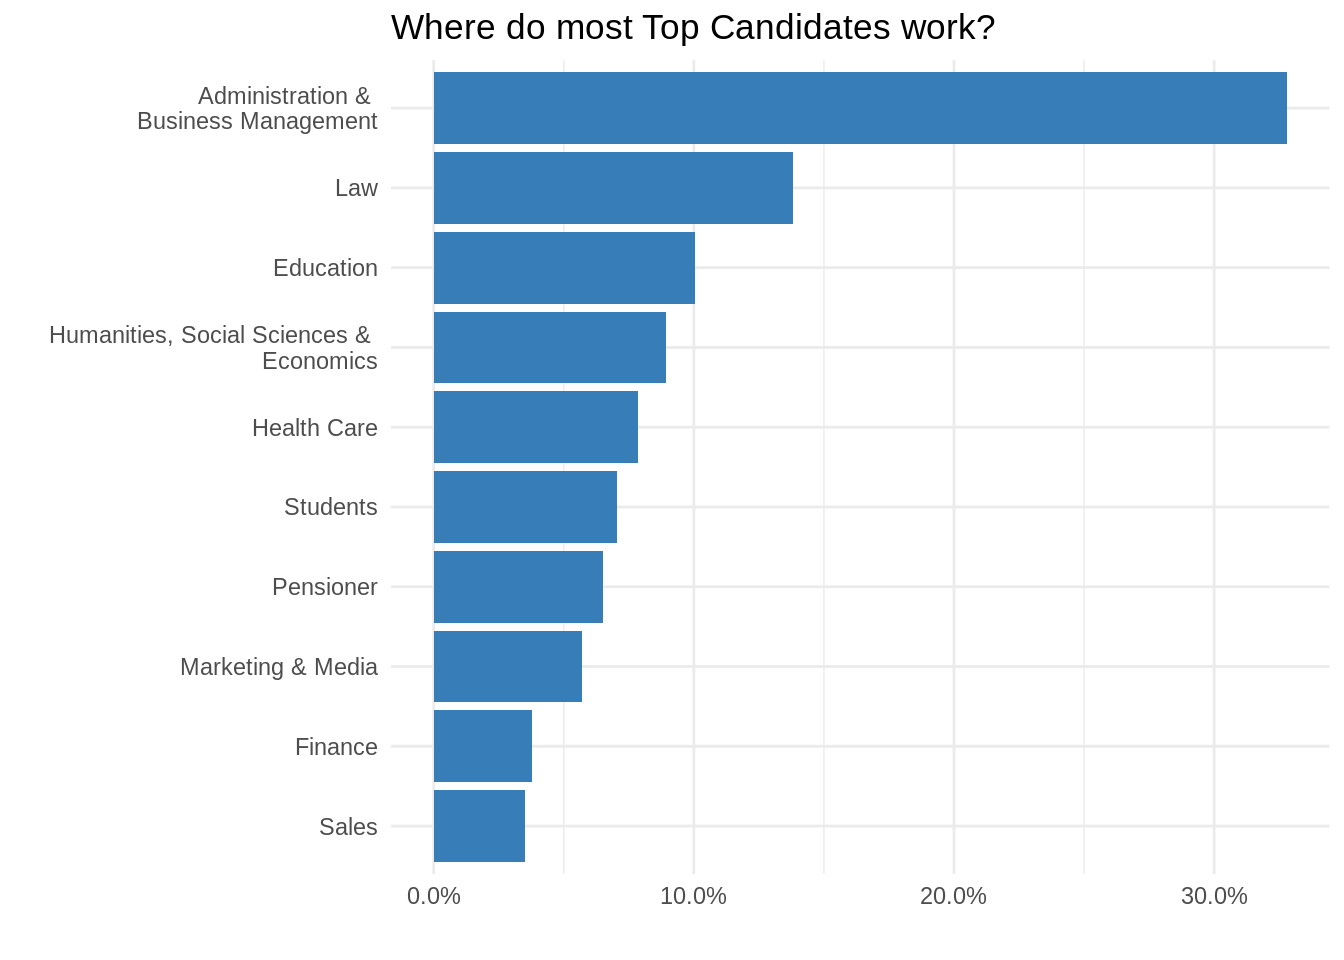 Where do most Top Candidates work?
Administration &
Business Management
Law
Education
Humanities, Social Sciences &
Economics
Health Care
Students
Pensioner
Marketing & Media
Finance
Sales
0.0%
10.0%
20.0%
30.0%